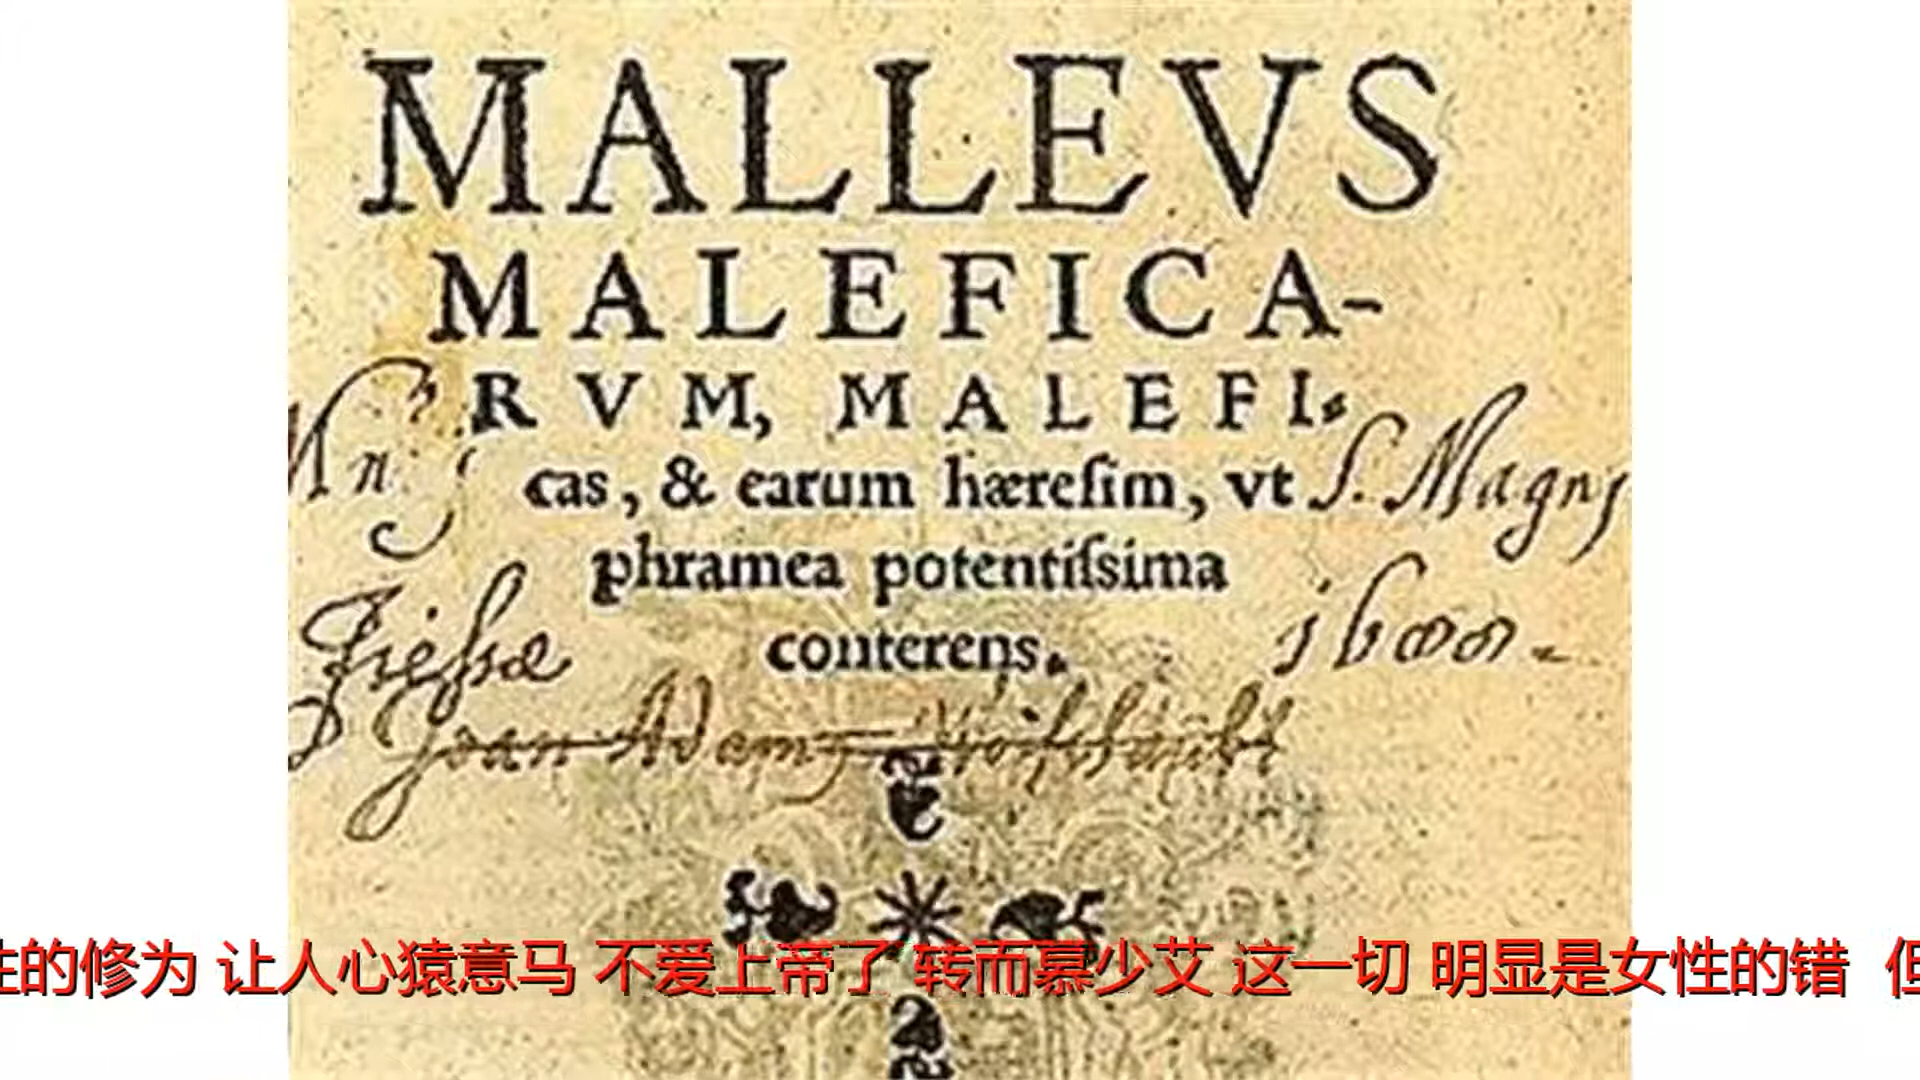 MALLEVS
MALEFICA-
RVM, MALEFI-
cas, & earum hæreſim, vt
phramea potentiſsima
conterens.
S. Magnj
1600.
性的修为 让人心猿意马 不爱上帝了 转而慕少艾 这一切 明显是女性的错 但